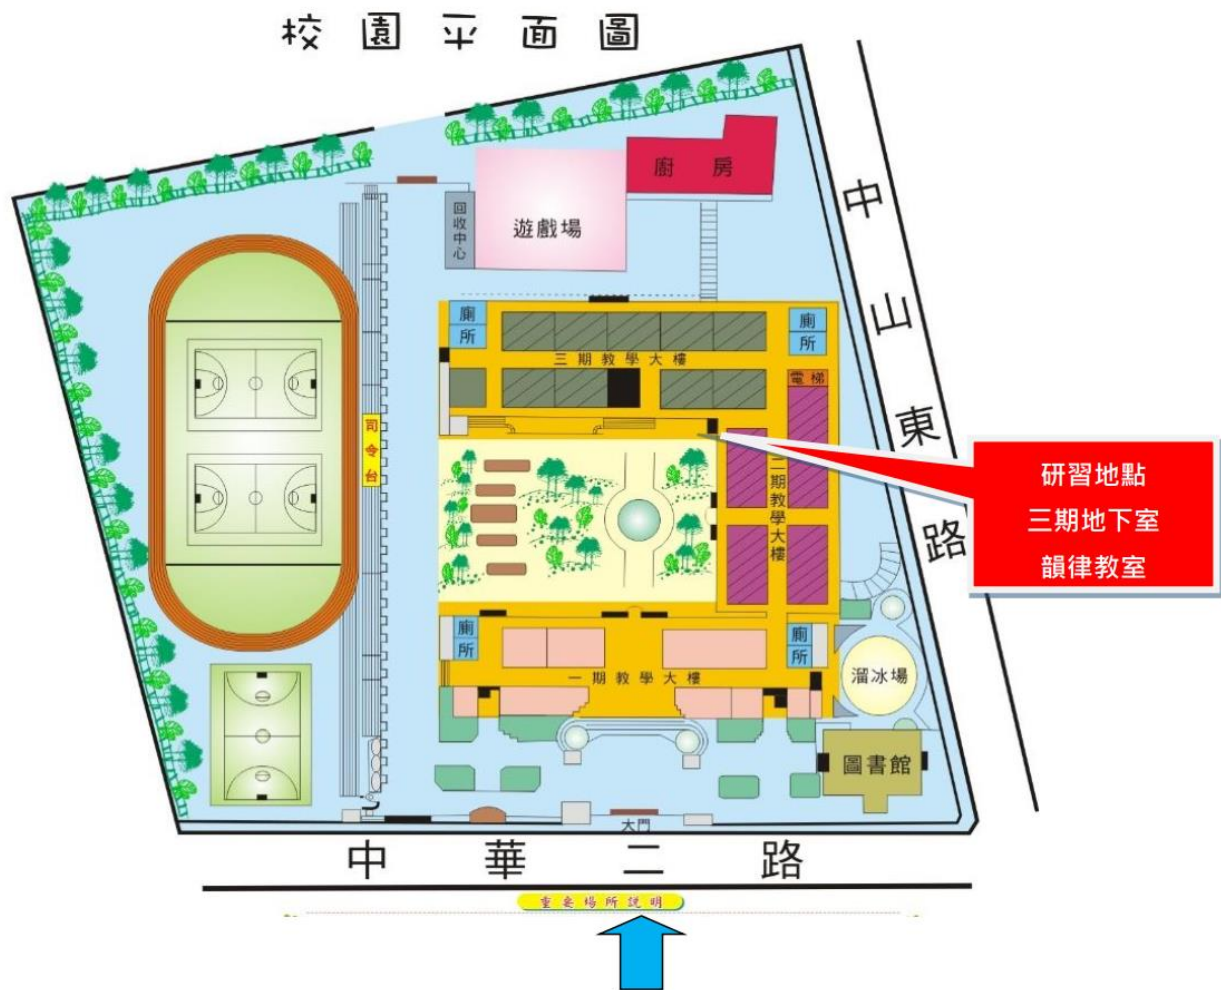 校園平面圖
廚房
遊戲場
回收中心
中山東路
廁所
廁所
三期教學大樓
電梯
司令台
二期教學大樓
研習地點
三期地下室
韻律教室
廁所
廁所
一期教學大樓
溜冰場
圖書館
大門
中華二路
重要場所說明